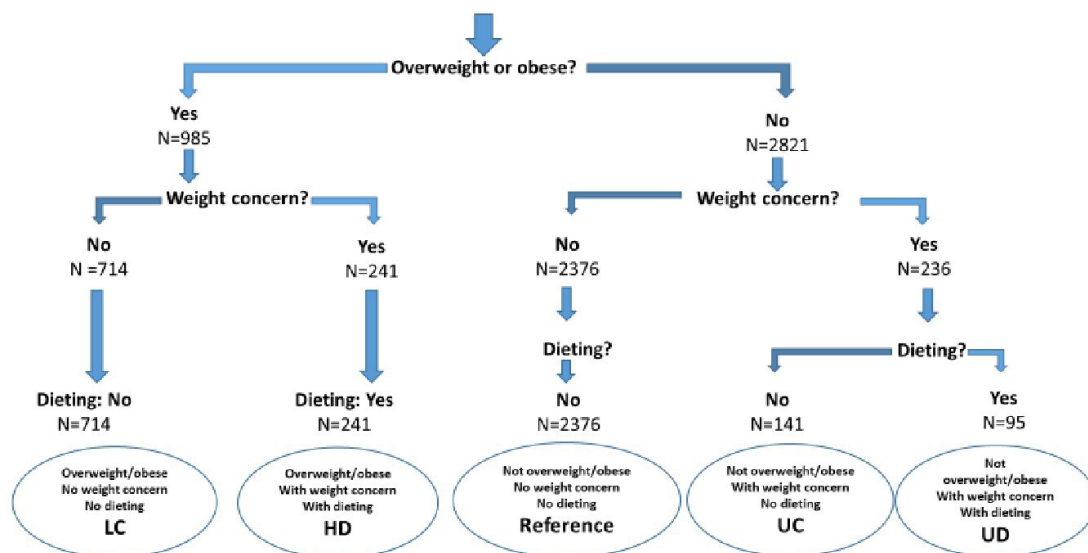 Overweight or obese?
Yes
N=985
No
N=2821
Weight concern?
Weight concern?
No
N =714
Yes
N=241
No
N=2376
Yes
N=236
Dieting?
Dieting?
Dieting: No
N=714
Dieting: Yes
N=241
No
N=2376
No
N=141
Yes
N=95
Overweight/obese
No weight concern
No dieting
LC
Overweight/obese
With weight concern
With dieting
HD
Not overweight/obese
No weight concern
No dieting
Reference
Not overweight/obese
With weight concern
No dieting
UC
Not
overweight/obese
With weight concern
With dieting
UD